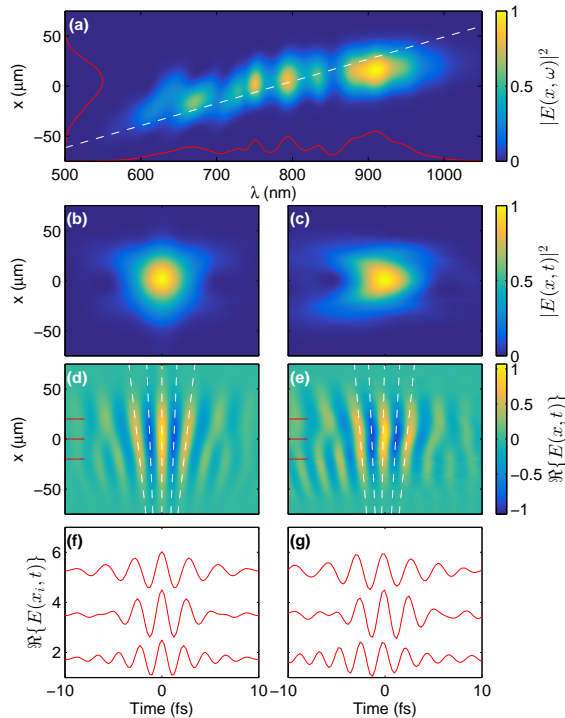 (a)
50
0
-50
x (μm)
500 600 700 800 900 1000
λ (nm)
1
0.5
0
|E(x, ω)|²
(b) (c)
50
0
-50
x (μm)
1
0.5
0
|E(x, t)|²
(d) (e)
50
0
-50
x (μm)
1
0.5
0
-0.5
-1
ℜ{E(x, t)}
(f) (g)
6
4
2
ℜ{E(xᵢ, t)}
-10 0 10 -10 0 10
Time (fs) Time (fs)